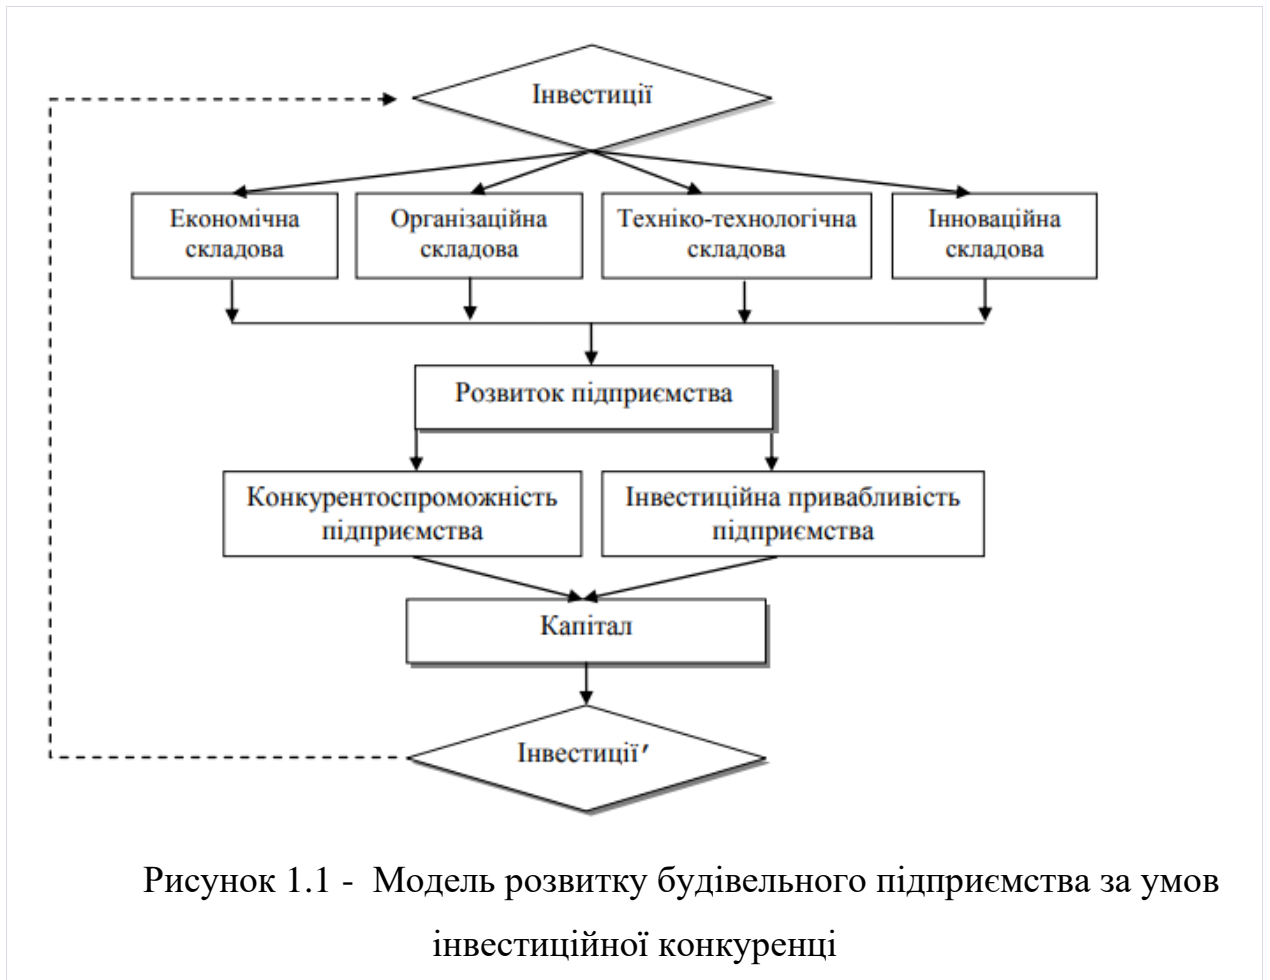 Інвестиції
Економічна
складова
Організаційна
складова
Техніко-технологічна
складова
Інноваційна
складова
Розвиток підприємства
Конкурентоспроможність
підприємства
Інвестиційна привабливість
підприємства
Капітал
Інвестиції′
Рисунок 1.1 - Модель розвитку будівельного підприємства за умов
інвестиційної конкуренці